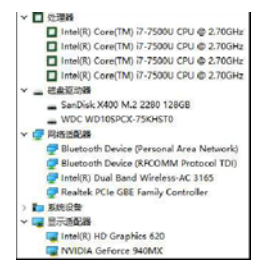 处理器
Intel(R) Core(TM) i7-7500U CPU @ 2.70GHz
Intel(R) Core(TM) i7-7500U CPU @ 2.70GHz
Intel(R) Core(TM) i7-7500U CPU @ 2.70GHz
Intel(R) Core(TM) i7-7500U CPU @ 2.70GHz
磁盘驱动器
SanDisk X400 M.2 2280 128GB
WDC WD10SPCX-75KHST0
网络适配器
Bluetooth Device (Personal Area Network)
Bluetooth Device (RFCOMM Protocol TDI)
Intel(R) Dual Band Wireless-AC 3165
Realtek PCIe GBE Family Controller
系统设备
显示适配器
Intel(R) HD Graphics 620
NVIDIA GeForce 940MX